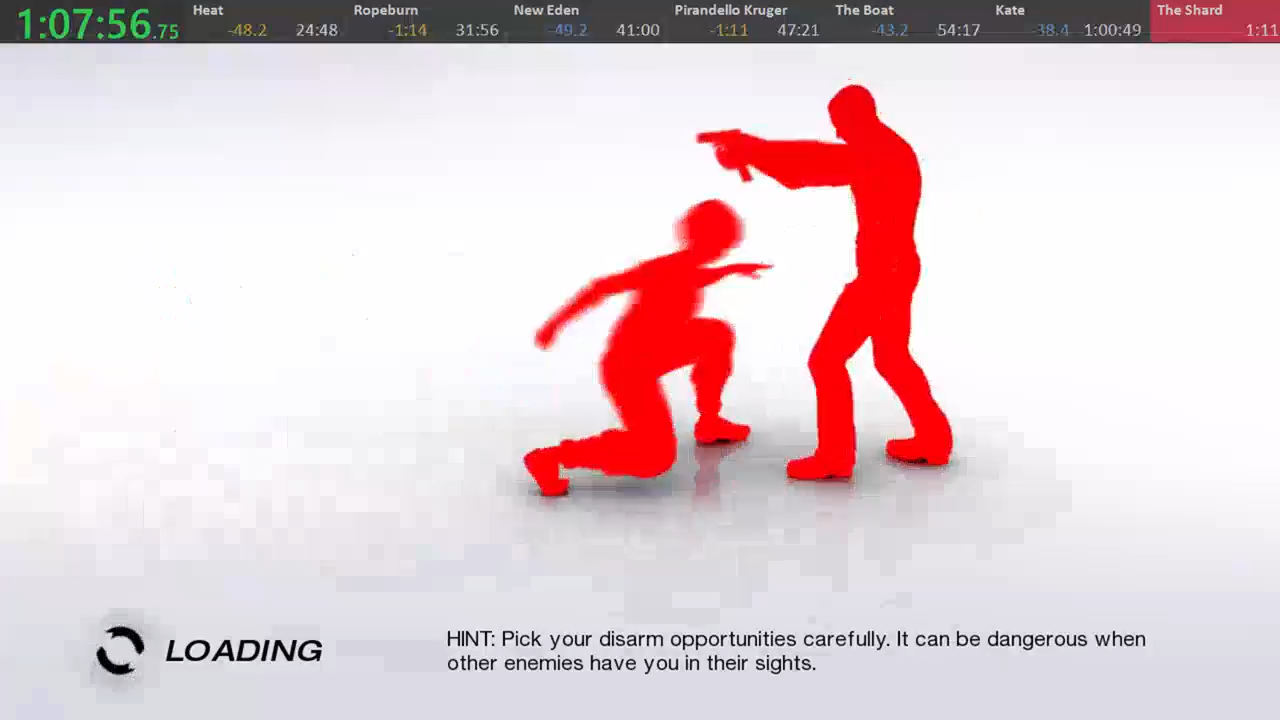 1:07:56.75
Heat Ropeburn New Eden Pirandello Kruger The Boat Kate The Shard
-48.2 24:48 -1:14 31:56 -49.2 41:00 -1:11 47:21 -43.2 54:17 -38.4 1:00:49 1:11
LOADING
HINT: Pick your disarm opportunities carefully. It can be dangerous when
other enemies have you in their sights.